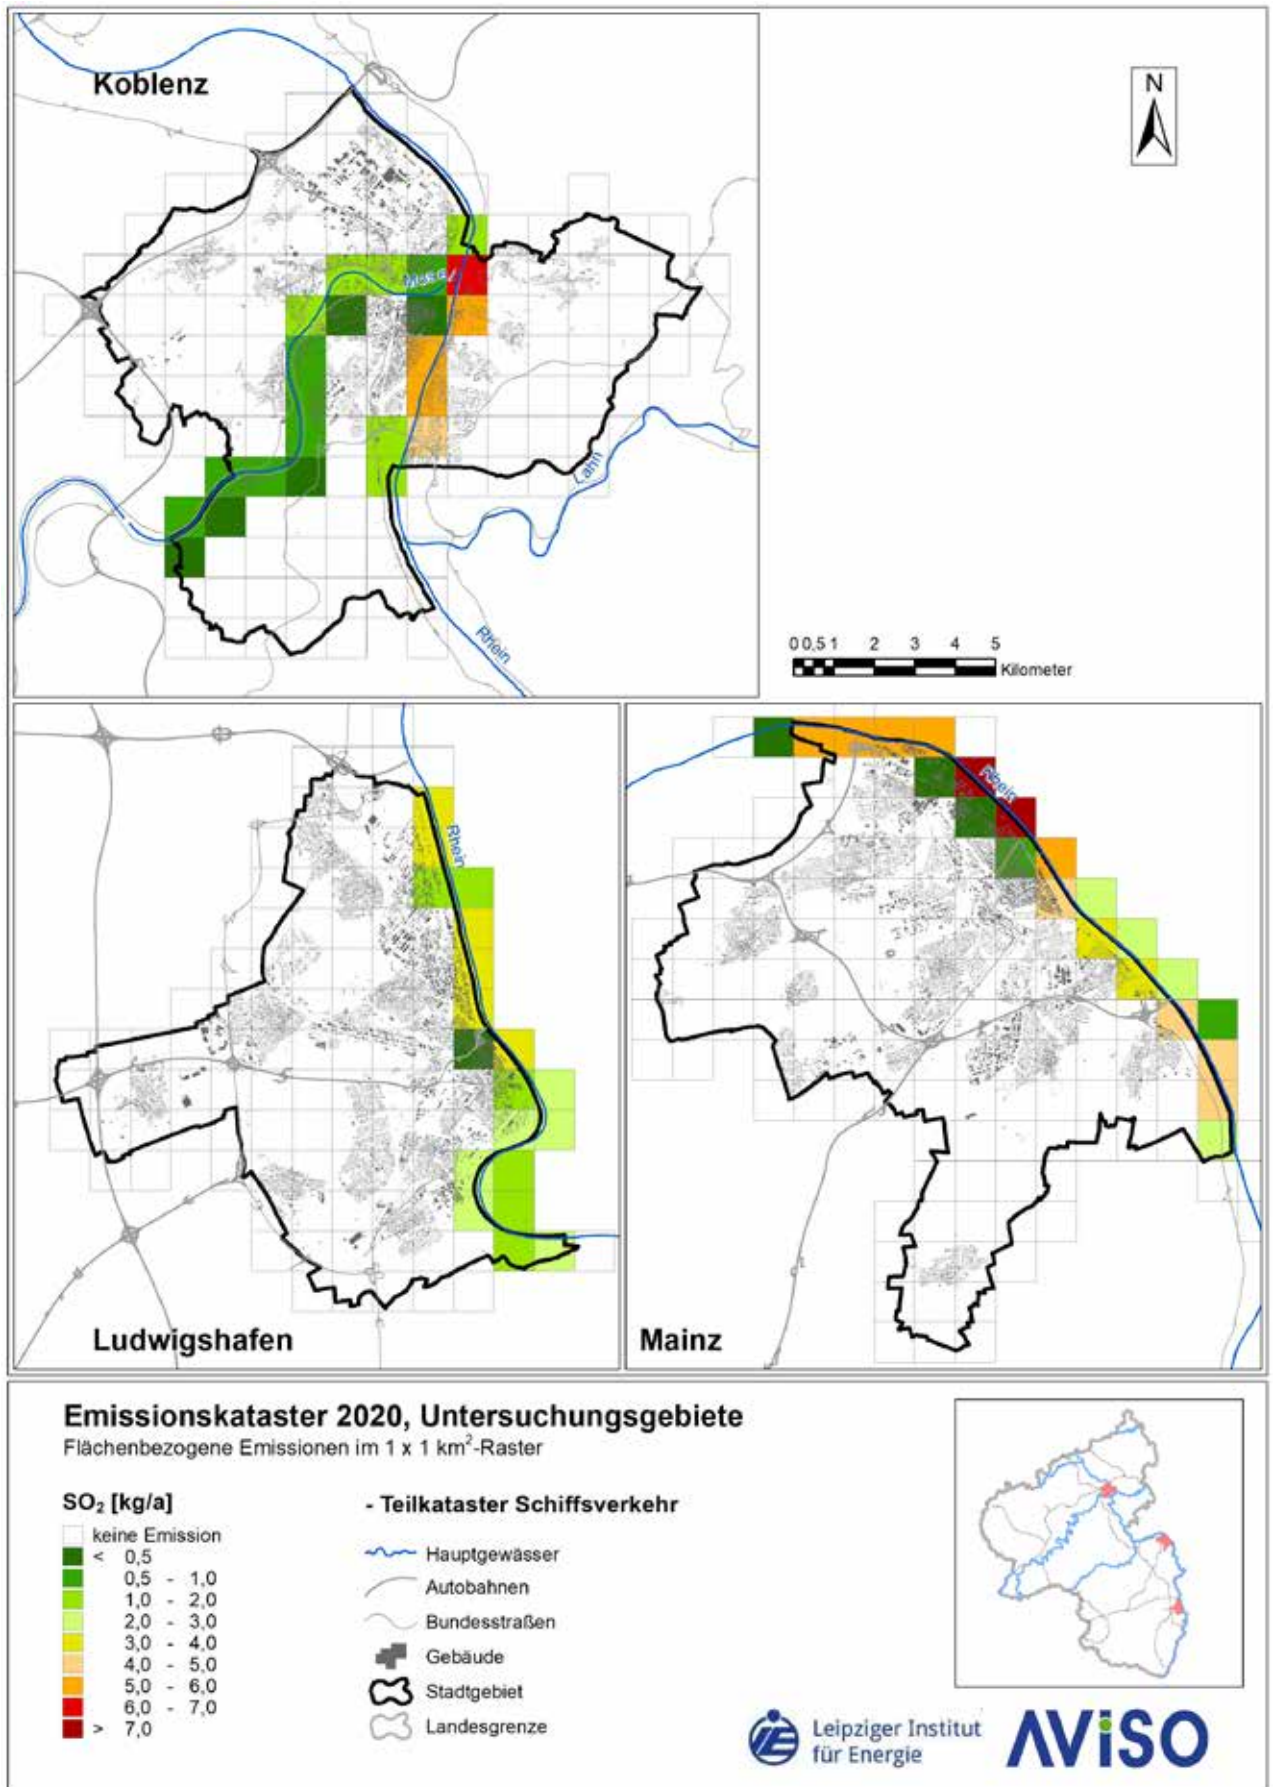 Koblenz
N
Mosel
Lahn
Rhein
0 0,5 1 2 3 4 5
Kilometer
Rhein
Ludwigshafen
Rhein
Mainz
Emissionskataster 2020, Untersuchungsgebiete
Flächenbezogene Emissionen im 1 x 1 km²-Raster
SO₂ [kg/a]
keine Emission
< 0,5
0,5 - 1,0
1,0 - 2,0
2,0 - 3,0
3,0 - 4,0
4,0 - 5,0
5,0 - 6,0
6,0 - 7,0
> 7,0
- Teilkataster Schiffsverkehr
Hauptgewässer
Autobahnen
Bundesstraßen
Gebäude
Stadtgebiet
Landesgrenze
Leipziger Institut
für Energie
AViSO